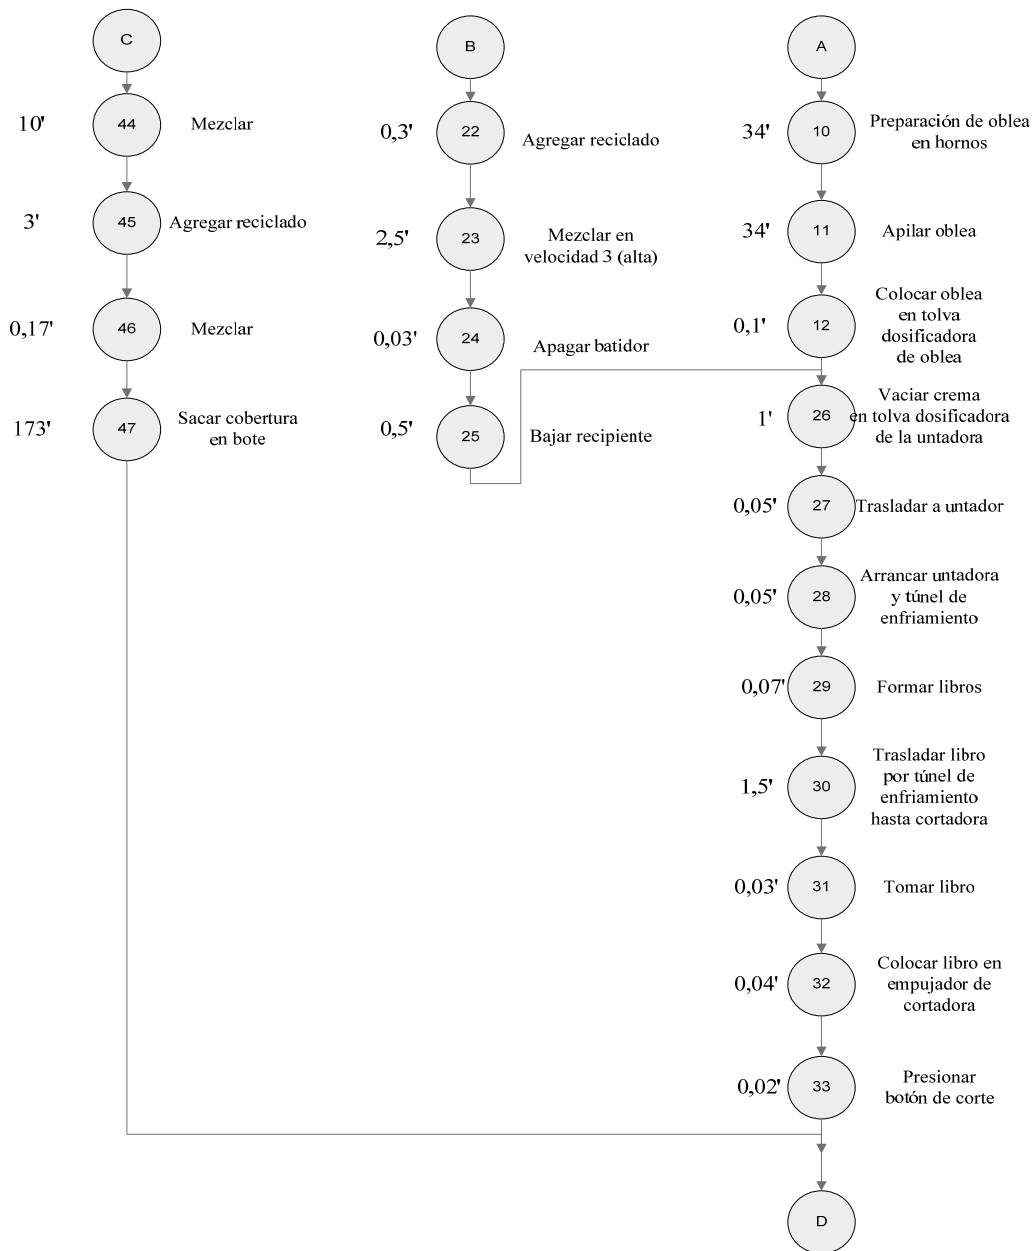 C
10'
44
Mezclar
3'
45
Agregar reciclado
0,17'
46
Mezclar
173'
47
Sacar cobertura
en bote
B
0,3'
22
Agregar reciclado
2,5'
23
Mezclar en
velocidad 3 (alta)
0,03'
24
Apagar batidor
0,5'
25
Bajar recipiente
A
34'
10
Preparación de oblea
en hornos
34'
11
Apilar oblea
0,1'
12
Colocar oblea
en tolva
dosificadora
de oblea
1'
26
Vaciar crema
en tolva dosificadora
de la untadora
0,05'
27
Trasladar a untador
0,05'
28
Arrancar untadora
y túnel de
enfriamiento
0,07'
29
Formar libros
1,5'
30
Trasladar libro
por túnel de
enfriamiento
hasta cortadora
0,03'
31
Tomar libro
0,04'
32
Colocar libro en
empujador de
cortadora
0,02'
33
Presionar
botón de corte
D